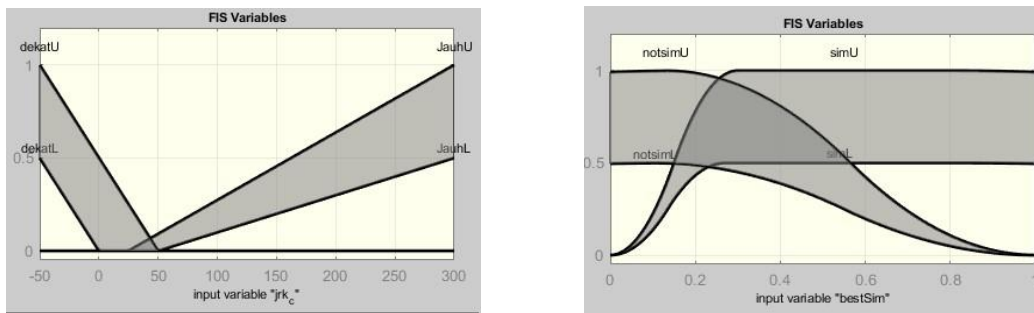 FIS Variables
dekatU
JauhU
1
dekatL
0.5
JauhL
0
-50 0 50 100 150 200 250 300
input variable "jrk_c"
FIS Variables
notsimU simU
1
notsimL simL
0.5
0
0 0.2 0.4 0.6 0.8 1
input variable "bestSim"